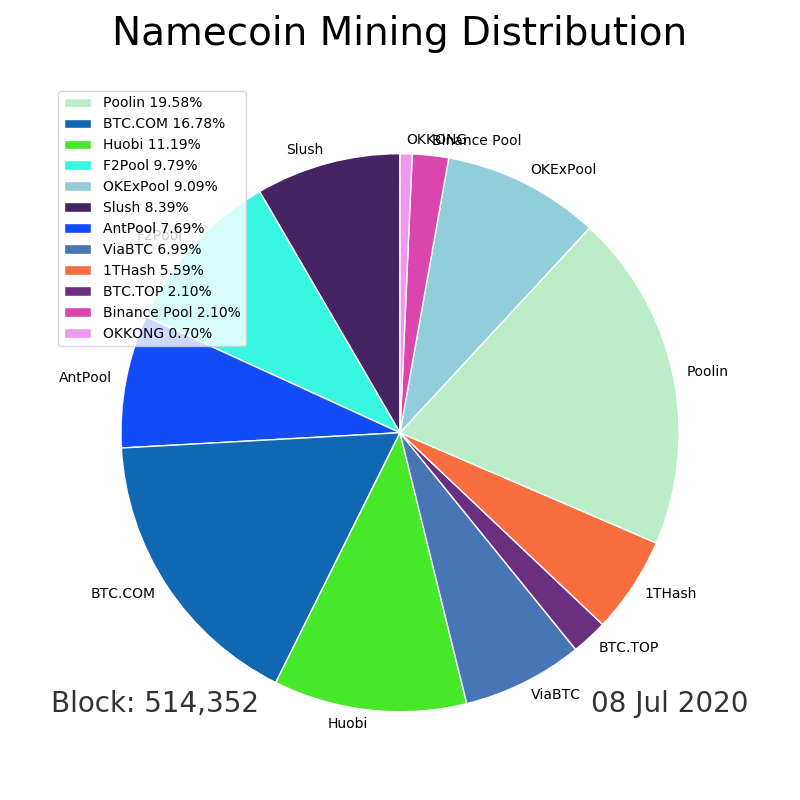 Namecoin Mining Distribution
Poolin 19.58%
BTC.COM 16.78%
Huobi 11.19%
F2Pool 9.79%
OKExPool 9.09%
Slush 8.39%
AntPool 7.69%
ViaBTC 6.99%
1THash 5.59%
BTC.TOP 2.10%
Binance Pool 2.10%
OKKONG 0.70%
Slush
OKKONG
Binance Pool
OKExPool
F2Pool
Poolin
AntPool
BTC.COM
1THash
BTC.TOP
ViaBTC
Huobi
Block: 514,352
08 Jul 2020